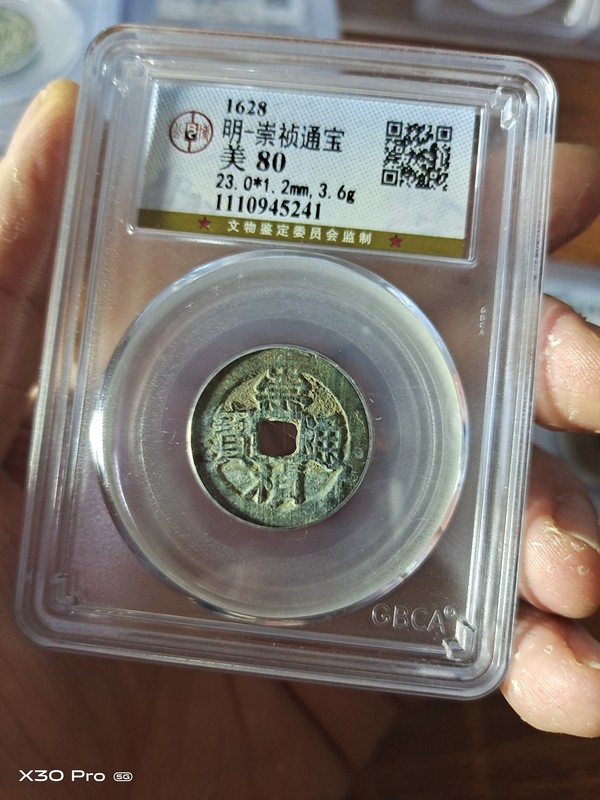 1628
明-崇祯通宝
美 80
23.0*1.2mm,3.6g
1110945241
★ 文物鉴定委员会监制 ★
崇
寶 通
禎
GBCA®
X30 Pro 5G